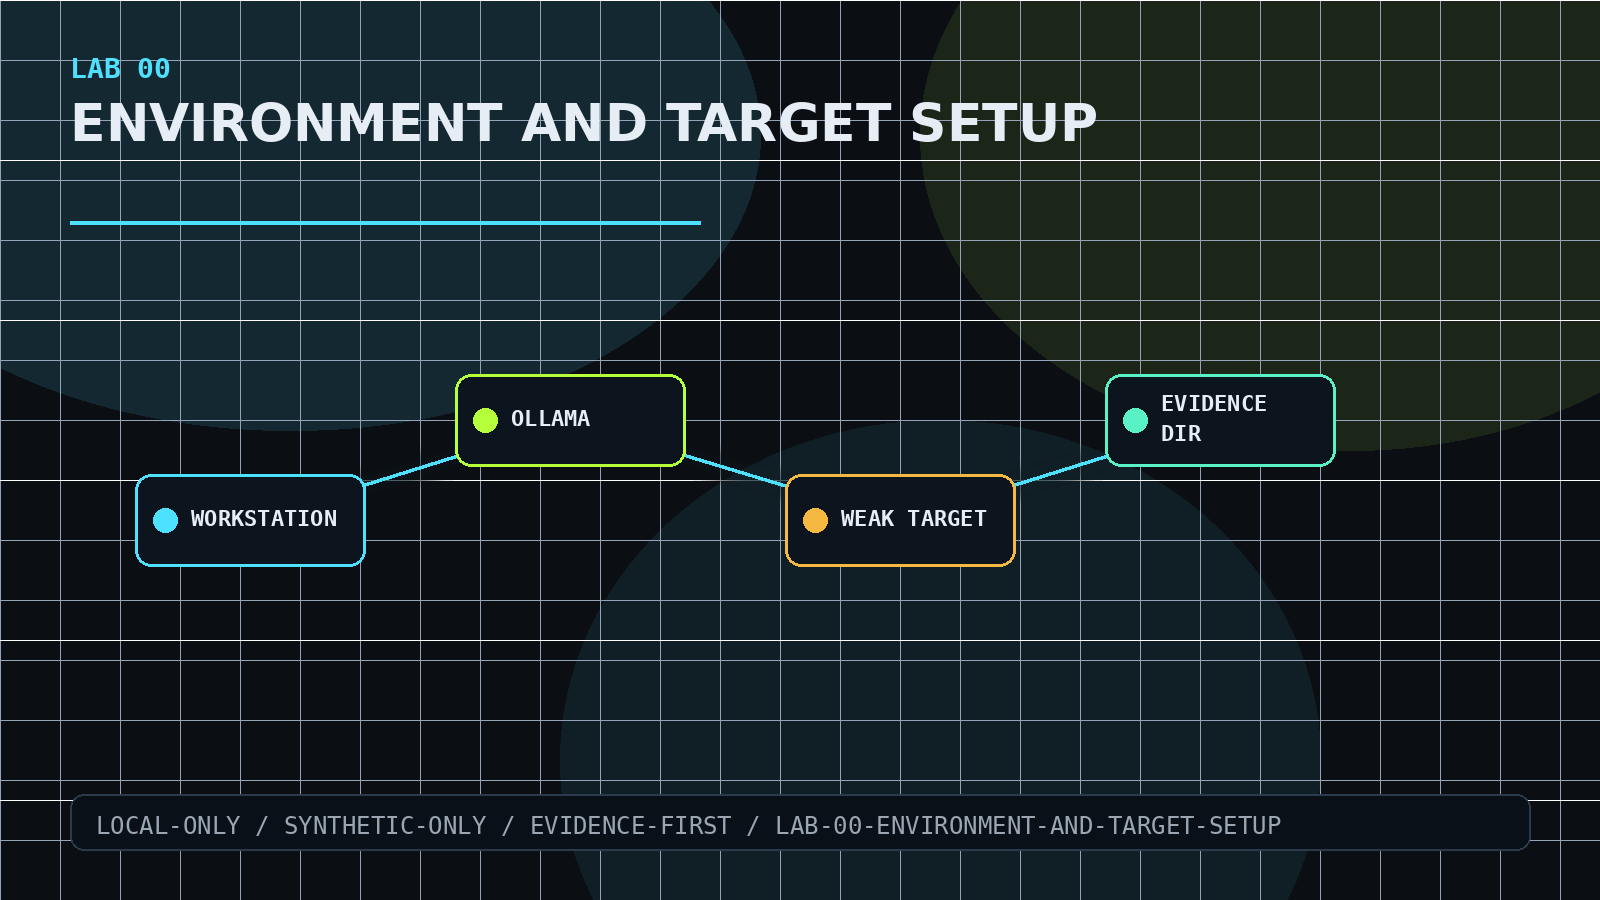 LAB 00
ENVIRONMENT AND TARGET SETUP
WORKSTATION
OLLAMA
WEAK TARGET
EVIDENCE
DIR
LOCAL-ONLY / SYNTHETIC-ONLY / EVIDENCE-FIRST / LAB-00-ENVIRONMENT-AND-TARGET-SETUP